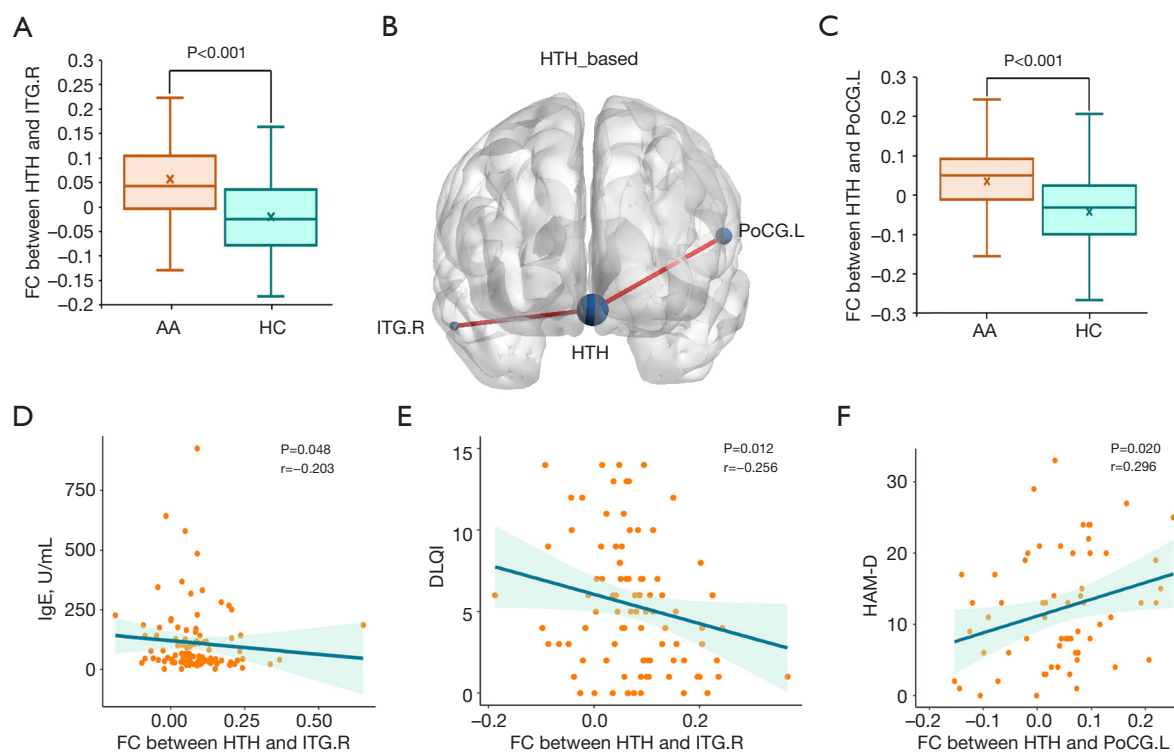 A
P<0.001
FC between HTH and ITG.R
0.3
0.25
0.2
0.15
0.1
0.05
0
−0.05
−0.1
−0.15
−0.2
AA
HC
B
HTH_based
PoCG.L
ITG.R
HTH
C
P<0.001
FC between HTH and PoCG.L
0.3
0.2
0.1
0
−0.1
−0.2
−0.3
AA
HC
D
P=0.048
r=−0.203
IgE, U/mL
750
500
250
0
0.00
0.25
0.50
FC between HTH and ITG.R
E
P=0.012
r=−0.256
DLQI
15
10
5
0
−0.2
0.0
0.2
FC between HTH and ITG.R
F
P=0.020
r=0.296
HAM-D
30
20
10
0
−0.2
−0.1
0.0
0.1
0.2
FC between HTH and PoCG.L